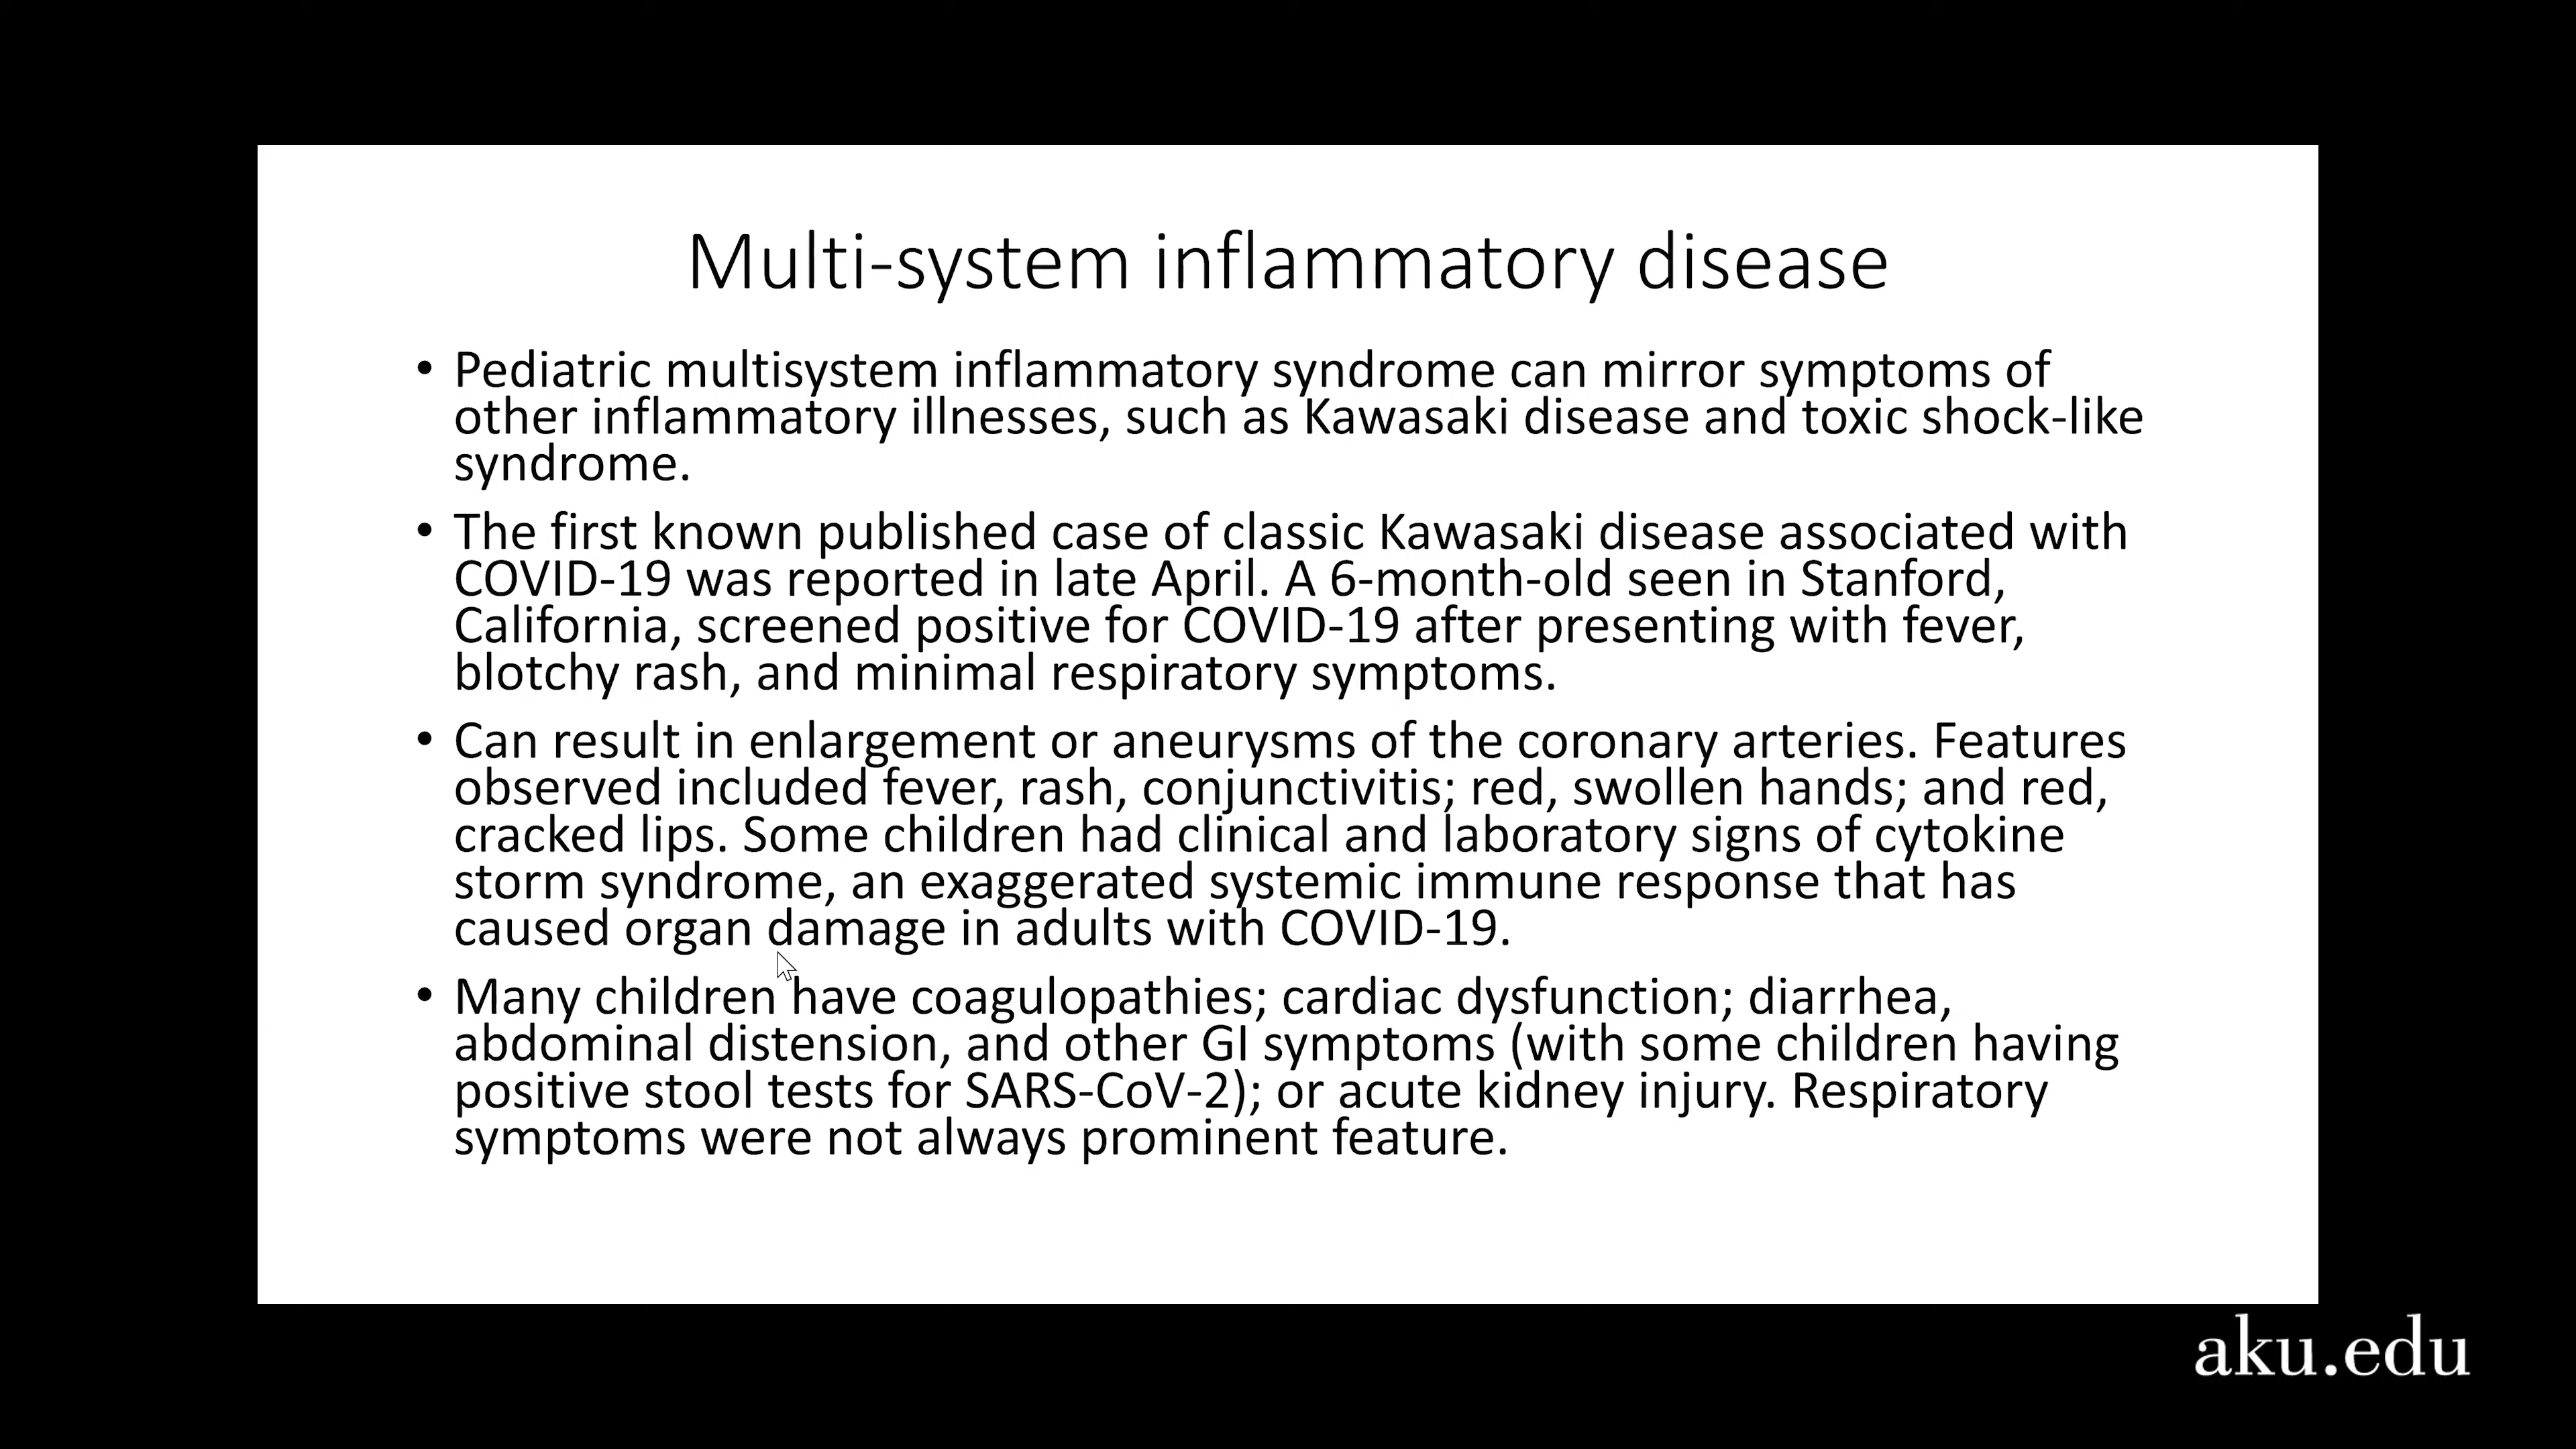 Multi-system inflammatory disease
• Pediatric multisystem inflammatory syndrome can mirror symptoms of
other inflammatory illnesses, such as Kawasaki disease and toxic shock-like
syndrome.
• The first known published case of classic Kawasaki disease associated with
COVID-19 was reported in late April. A 6-month-old seen in Stanford,
California, screened positive for COVID-19 after presenting with fever,
blotchy rash, and minimal respiratory symptoms.
• Can result in enlargement or aneurysms of the coronary arteries. Features
observed included fever, rash, conjunctivitis; red, swollen hands; and red,
cracked lips. Some children had clinical and laboratory signs of cytokine
storm syndrome, an exaggerated systemic immune response that has
caused organ damage in adults with COVID-19.
• Many children have coagulopathies; cardiac dysfunction; diarrhea,
abdominal distension, and other GI symptoms (with some children having
positive stool tests for SARS-CoV-2); or acute kidney injury. Respiratory
symptoms were not always prominent feature.
aku.edu